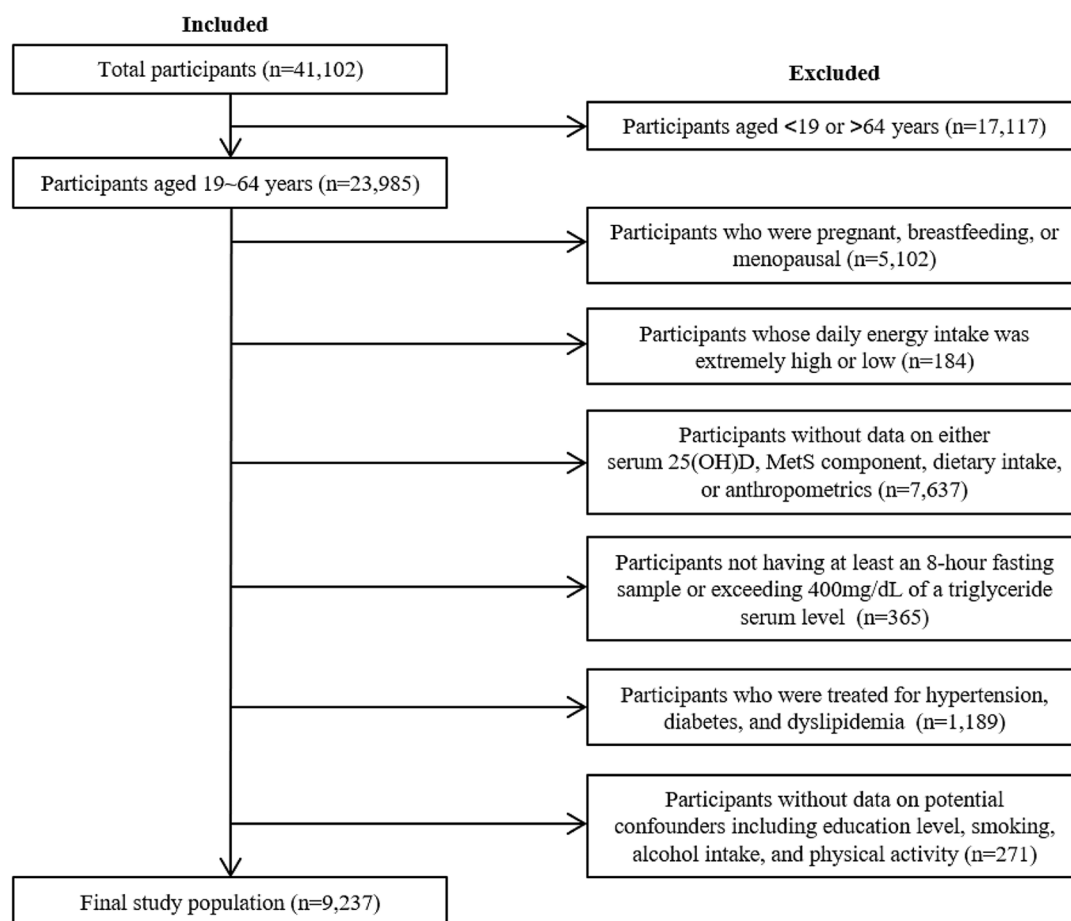 Included
Total participants (n=41,102)
Excluded
Participants aged <19 or >64 years (n=17,117)
Participants aged 19~64 years (n=23,985)
Participants who were pregnant, breastfeeding, or
menopausal (n=5,102)
Participants whose daily energy intake was
extremely high or low (n=184)
Participants without data on either
serum 25(OH)D, MetS component, dietary intake,
or anthropometrics (n=7,637)
Participants not having at least an 8-hour fasting
sample or exceeding 400mg/dL of a triglyceride
serum level (n=365)
Participants who were treated for hypertension,
diabetes, and dyslipidemia (n=1,189)
Participants without data on potential
confounders including education level, smoking,
alcohol intake, and physical activity (n=271)
Final study population (n=9,237)